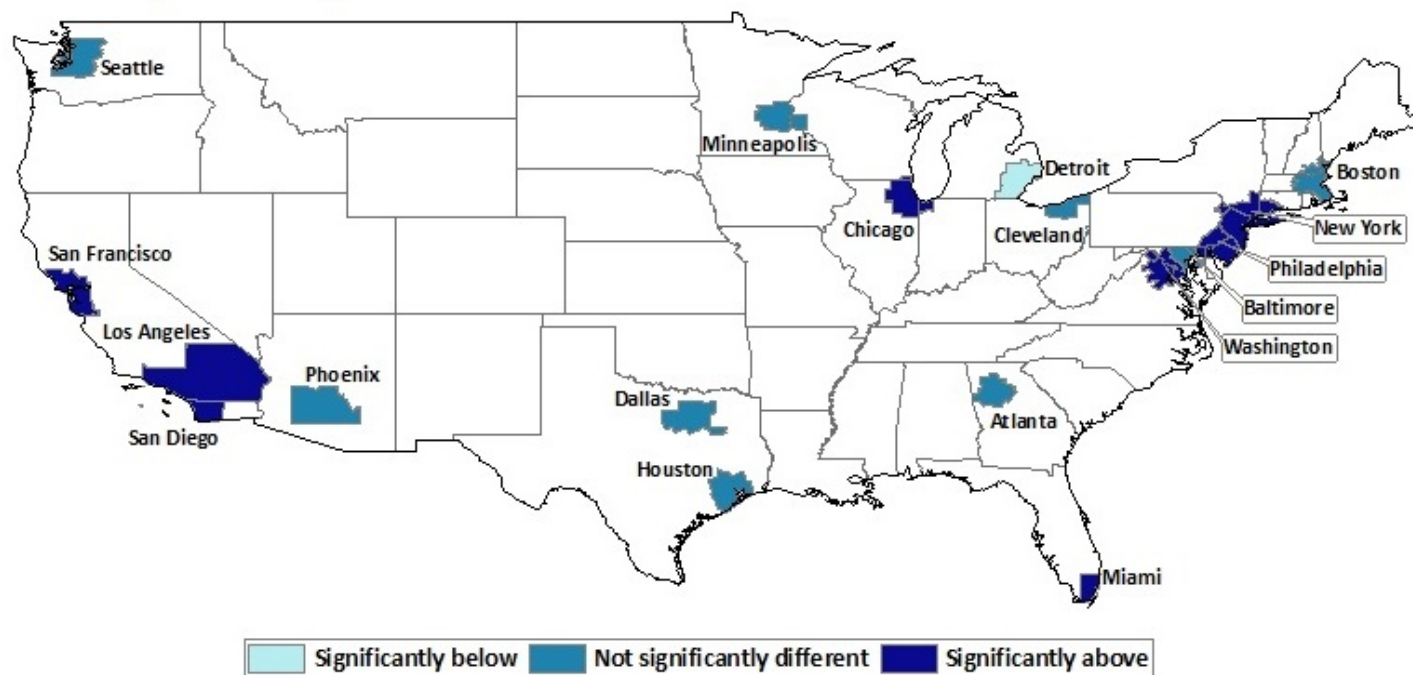 Seattle
Minneapolis
Detroit
Boston
Chicago
Cleveland
New York
San Francisco
Philadelphia
Baltimore
Los Angeles
Washington
Phoenix
Dallas
Atlanta
San Diego
Houston
Miami
Significantly below
Not significantly different
Significantly above